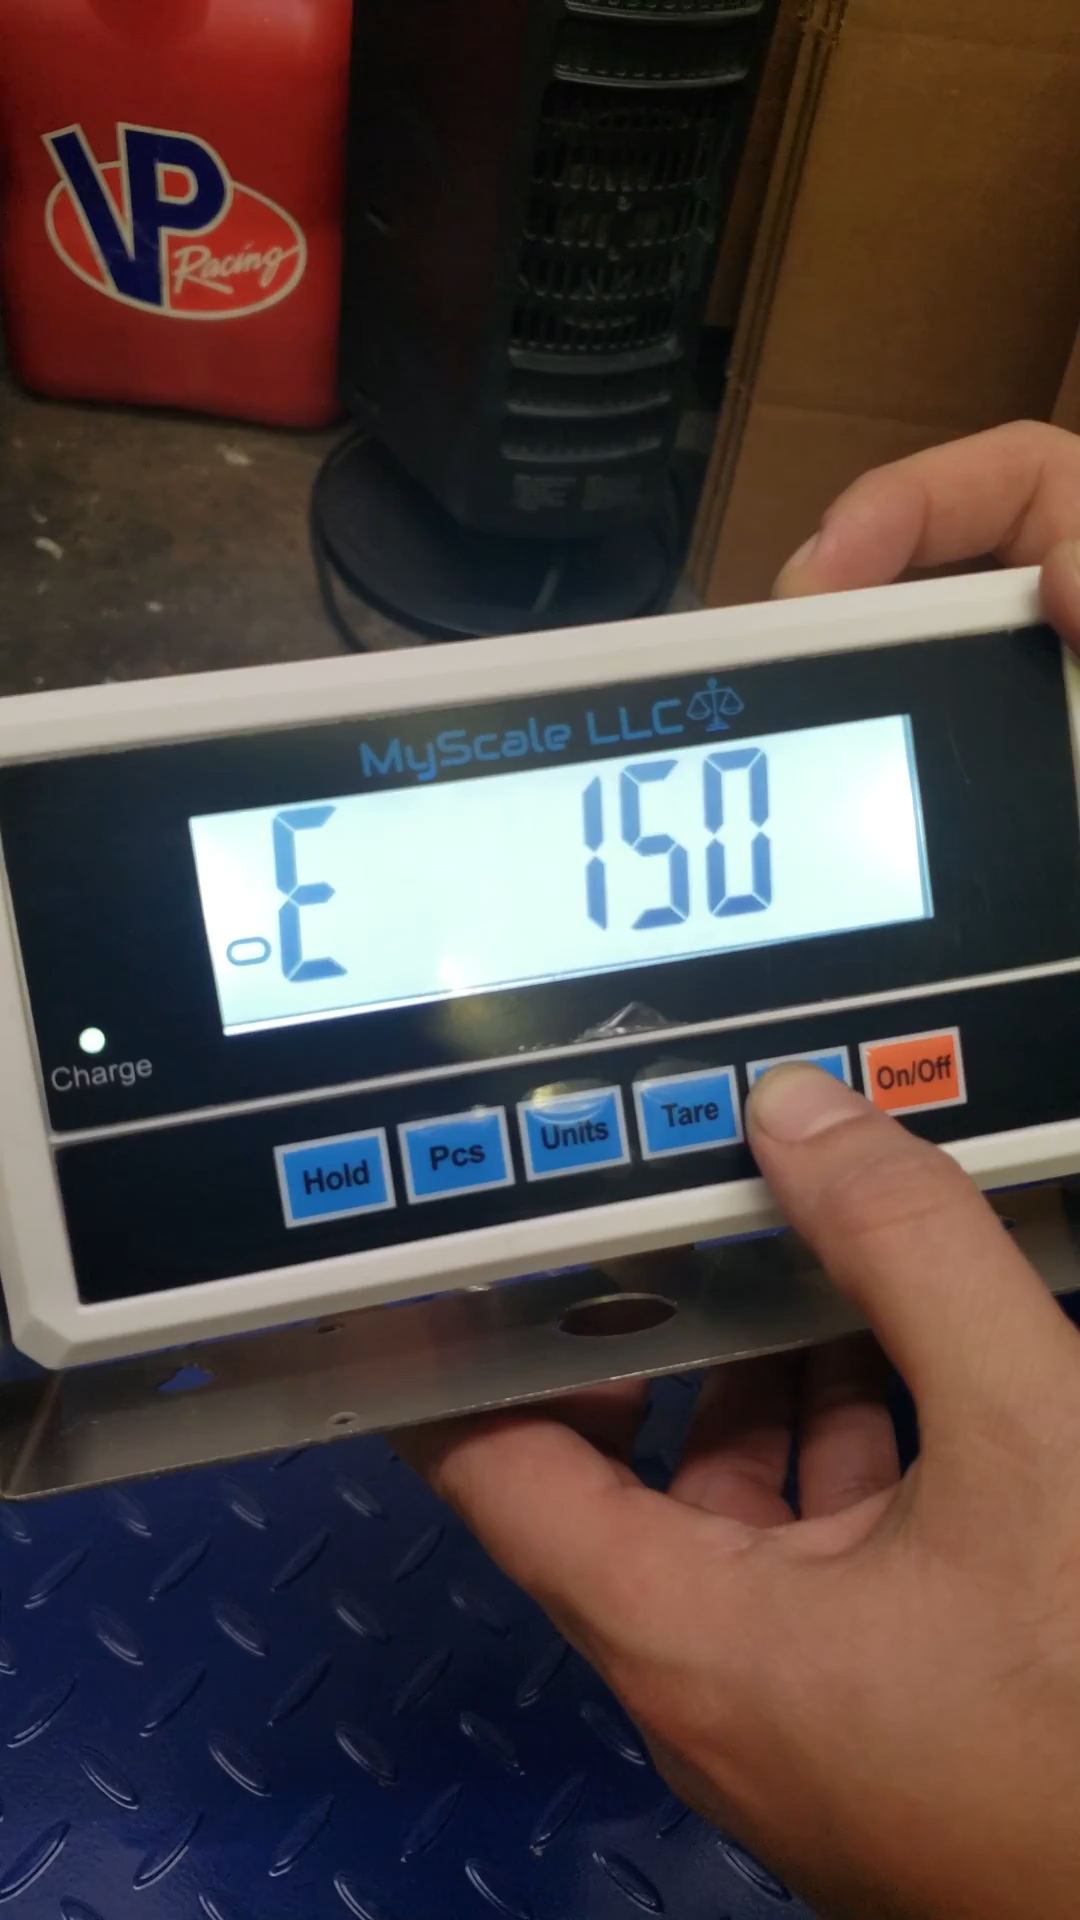 VP
Racing
MyScale LLC
E 150
Charge
Hold
Pcs
Units
Tare
On/Off